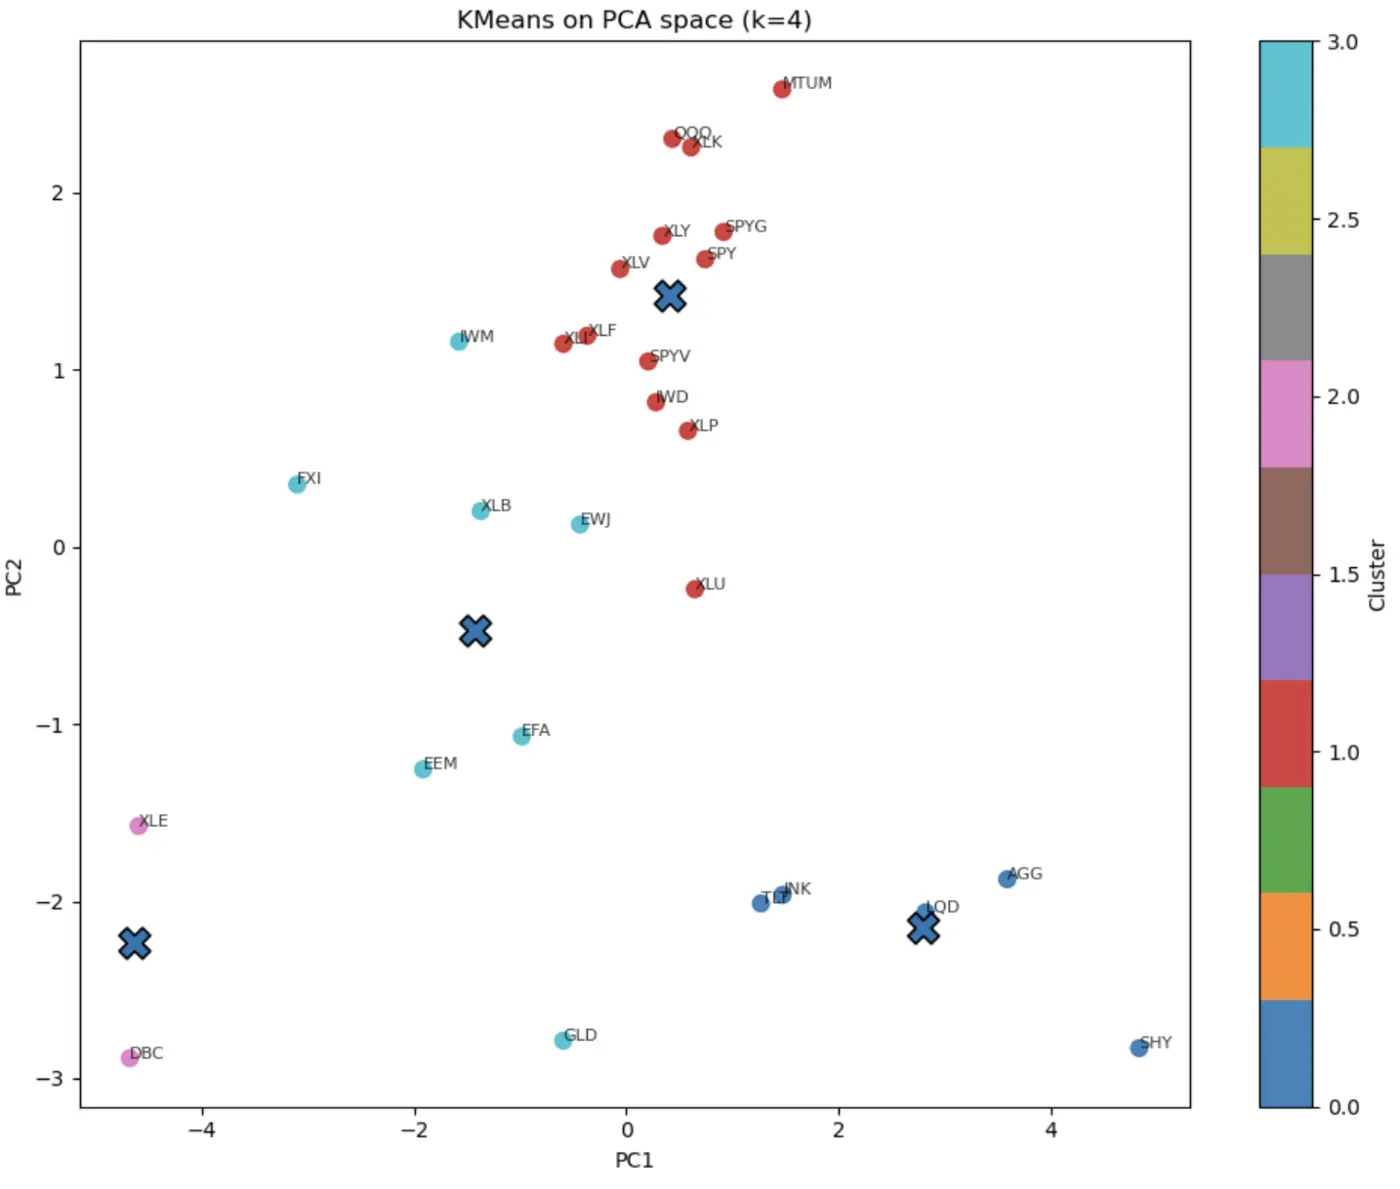 KMeans on PCA space (k=4)
MTUM
QQQ
XLK
XLY
SPYG
SPY
XLV
IWM
XLI
XLF
SPYV
IWD
XLP
FXI
XLB
EWJ
XLU
EFA
EEM
XLE
JNK
TLT
AGG
LQD
GLD
DBC
SHY
2
1
0
−1
−2
−3
PC2
−4
−2
0
2
4
PC1
3.0
2.5
2.0
1.5
1.0
0.5
0.0
Cluster